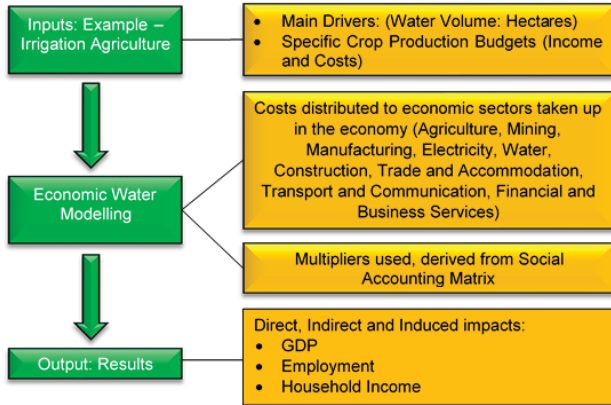 Inputs: Example –
Irrigation Agriculture
• Main Drivers: (Water Volume: Hectares)
• Specific Crop Production Budgets (Income
and Costs)
Costs distributed to economic sectors taken up
in the economy (Agriculture, Mining,
Manufacturing, Electricity, Water,
Construction, Trade and Accommodation,
Transport and Communication, Financial and
Business Services)
Economic Water
Modelling
Multipliers used, derived from Social
Accounting Matrix
Direct, Indirect and Induced impacts:
• GDP
• Employment
• Household Income
Output: Results